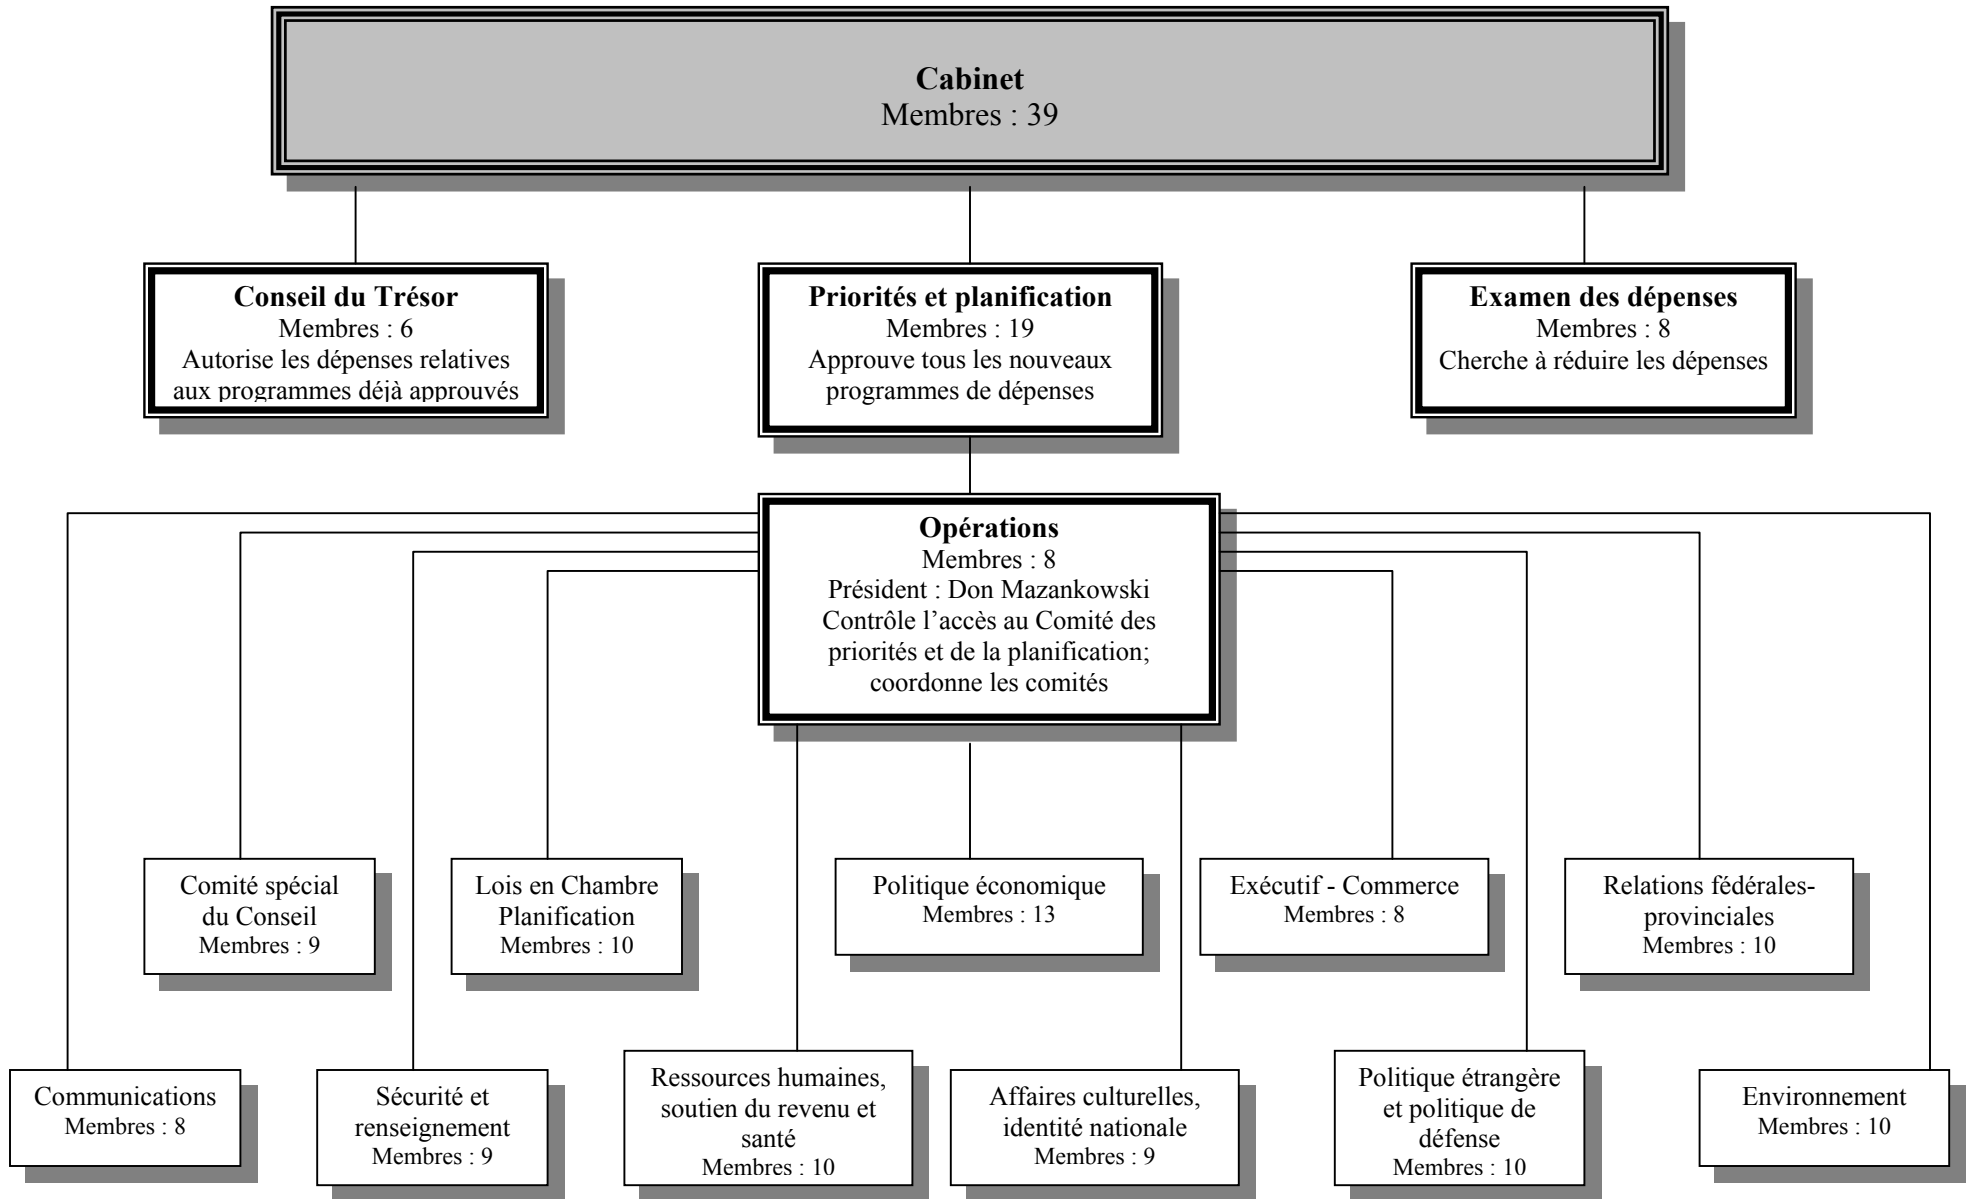 Cabinet
Membres : 39
Conseil du Trésor
Membres : 6
Autorise les dépenses relatives
aux programmes déjà approuvés
Priorités et planification
Membres : 19
Approuve tous les nouveaux
programmes de dépenses
Examen des dépenses
Membres : 8
Cherche à réduire les dépenses
Opérations
Membres : 8
Président : Don Mazankowski
Contrôle l’accès au Comité des
priorités et de la planification;
coordonne les comités
Comité spécial
du Conseil
Membres : 9
Lois en Chambre
Planification
Membres : 10
Politique économique
Membres : 13
Exécutif - Commerce
Membres : 8
Relations fédérales-
provinciales
Membres : 10
Communications
Membres : 8
Sécurité et
renseignement
Membres : 9
Ressources humaines,
soutien du revenu et
santé
Membres : 10
Affaires culturelles,
identité nationale
Membres : 9
Politique étrangère
et politique de
défense
Membres : 10
Environnement
Membres : 10